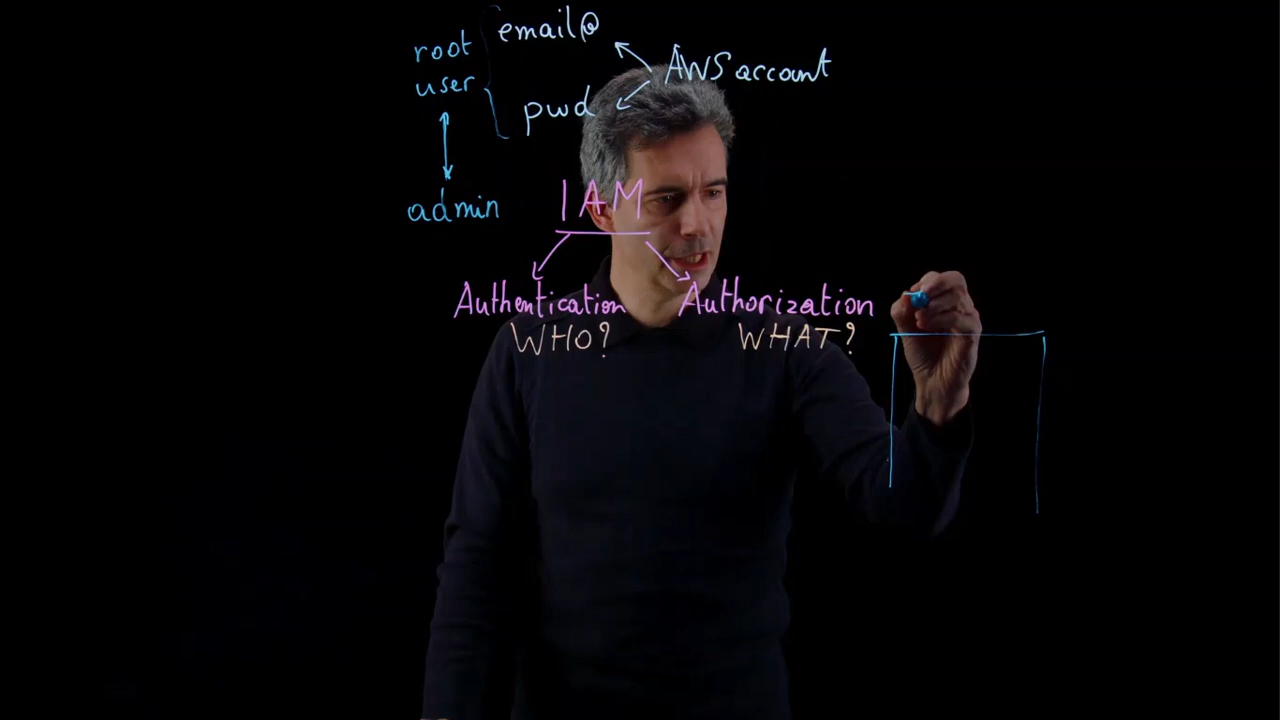 root
user
email@
pwd
AWS account
admin
IAM
Authentication
WHO?
Authorization
WHAT?